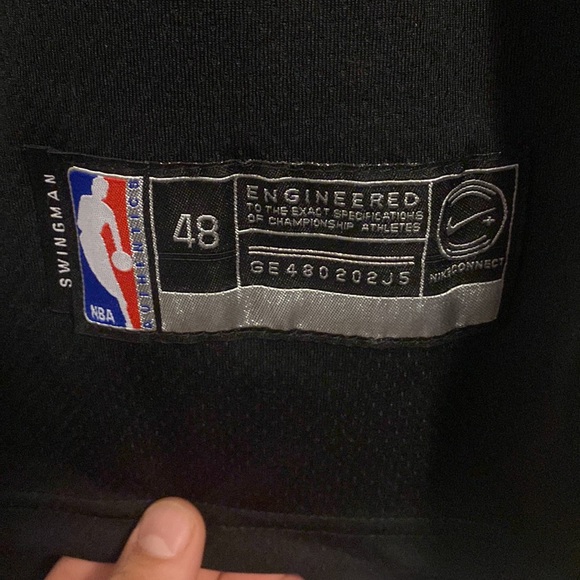 SWINGMAN
NBA
AUTHENTICS
48
ENGINEERED
TO THE EXACT SPECIFICATIONS
OF CHAMPIONSHIP ATHLETES
GE480202J5
NIKECONNECT